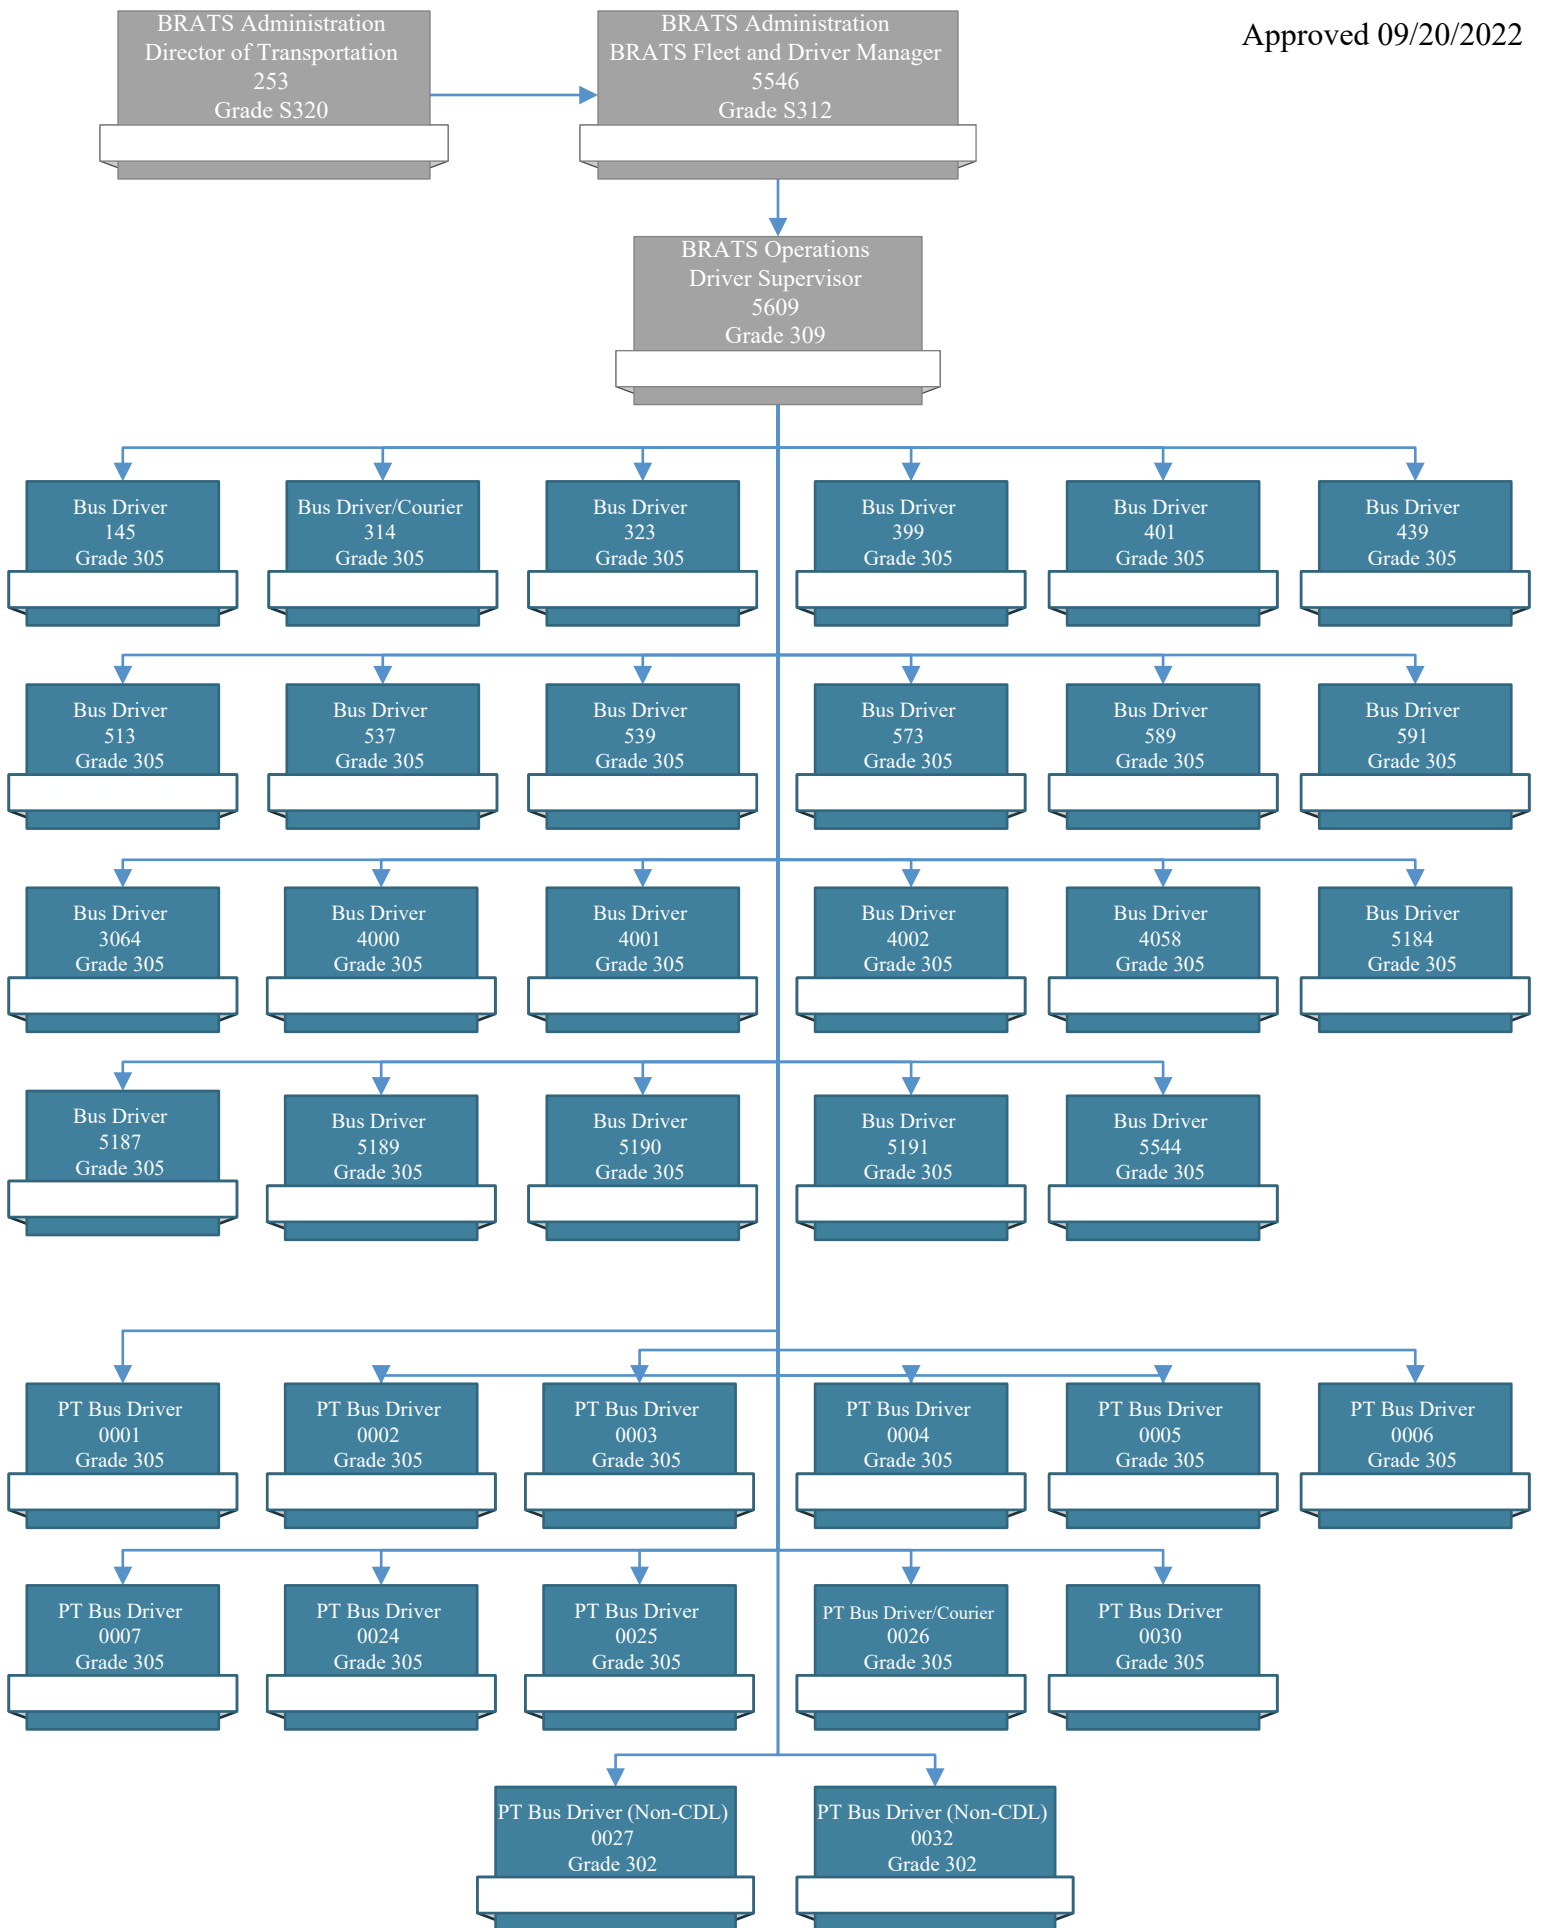 BRATS Administration
Director of Transportation
253
Grade S320
BRATS Administration
BRATS Fleet and Driver Manager
5546
Grade S312
Approved 09/20/2022
BRATS Operations
Driver Supervisor
5609
Grade 309
Bus Driver
145
Grade 305
Bus Driver/Courier
314
Grade 305
Bus Driver
323
Grade 305
Bus Driver
399
Grade 305
Bus Driver
401
Grade 305
Bus Driver
439
Grade 305
Bus Driver
513
Grade 305
Bus Driver
537
Grade 305
Bus Driver
539
Grade 305
Bus Driver
573
Grade 305
Bus Driver
589
Grade 305
Bus Driver
591
Grade 305
Bus Driver
3064
Grade 305
Bus Driver
4000
Grade 305
Bus Driver
4001
Grade 305
Bus Driver
4002
Grade 305
Bus Driver
4058
Grade 305
Bus Driver
5184
Grade 305
Bus Driver
5187
Grade 305
Bus Driver
5189
Grade 305
Bus Driver
5190
Grade 305
Bus Driver
5191
Grade 305
Bus Driver
5544
Grade 305
PT Bus Driver
0001
Grade 305
PT Bus Driver
0002
Grade 305
PT Bus Driver
0003
Grade 305
PT Bus Driver
0004
Grade 305
PT Bus Driver
0005
Grade 305
PT Bus Driver
0006
Grade 305
PT Bus Driver
0007
Grade 305
PT Bus Driver
0024
Grade 305
PT Bus Driver
0025
Grade 305
PT Bus Driver/Courier
0026
Grade 305
PT Bus Driver
0030
Grade 305
PT Bus Driver (Non-CDL)
0027
Grade 302
PT Bus Driver (Non-CDL)
0032
Grade 302